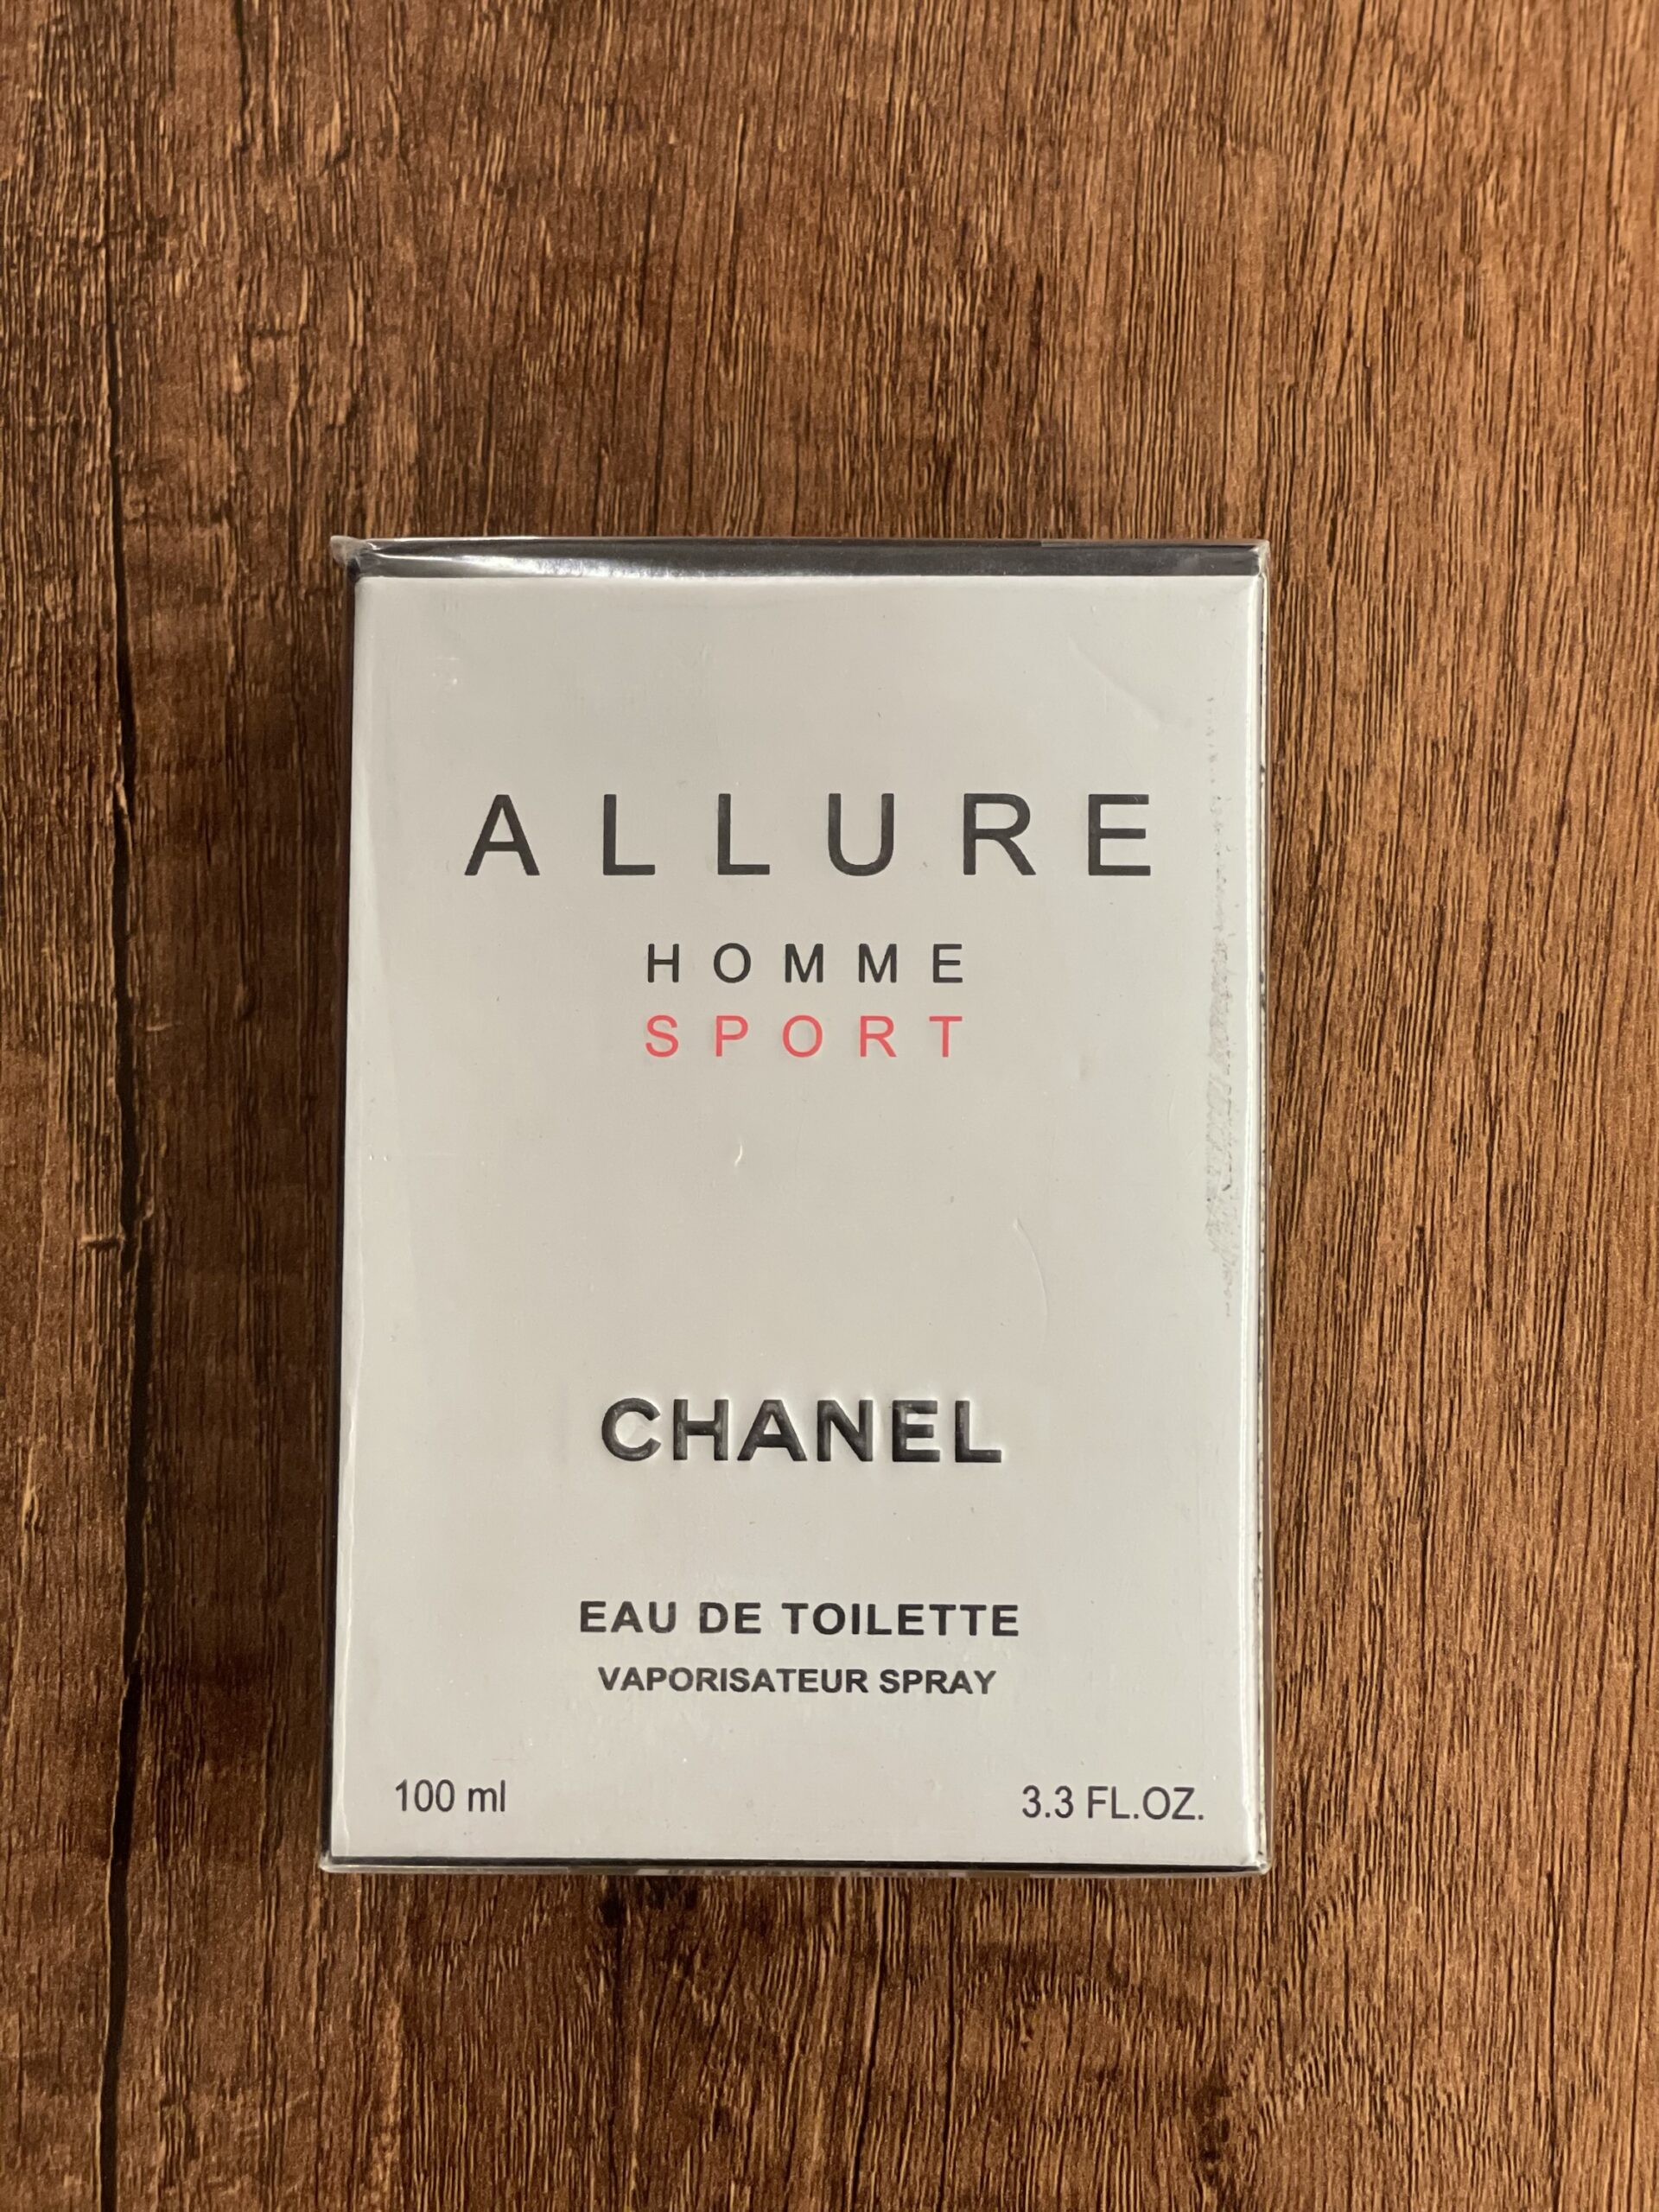 ALLURE
HOMME
SPORT
CHANEL
EAU DE TOILETTE
VAPORISATEUR SPRAY
100 ml
3.3 FL.OZ.